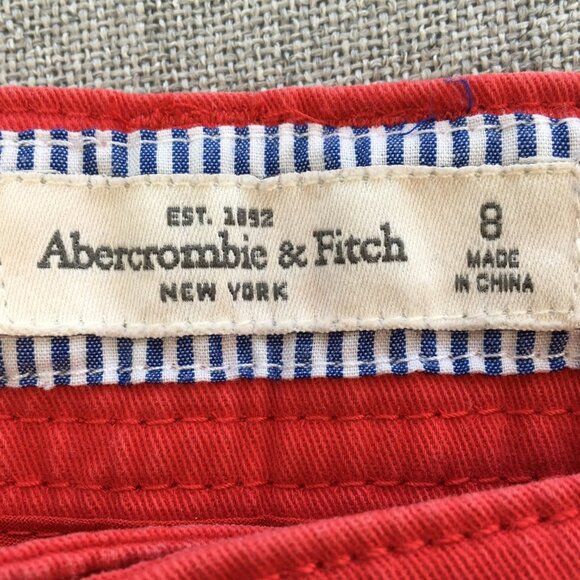 EST. 1892
Abercrombie & Fitch
NEW YORK
8
MADE
IN CHINA